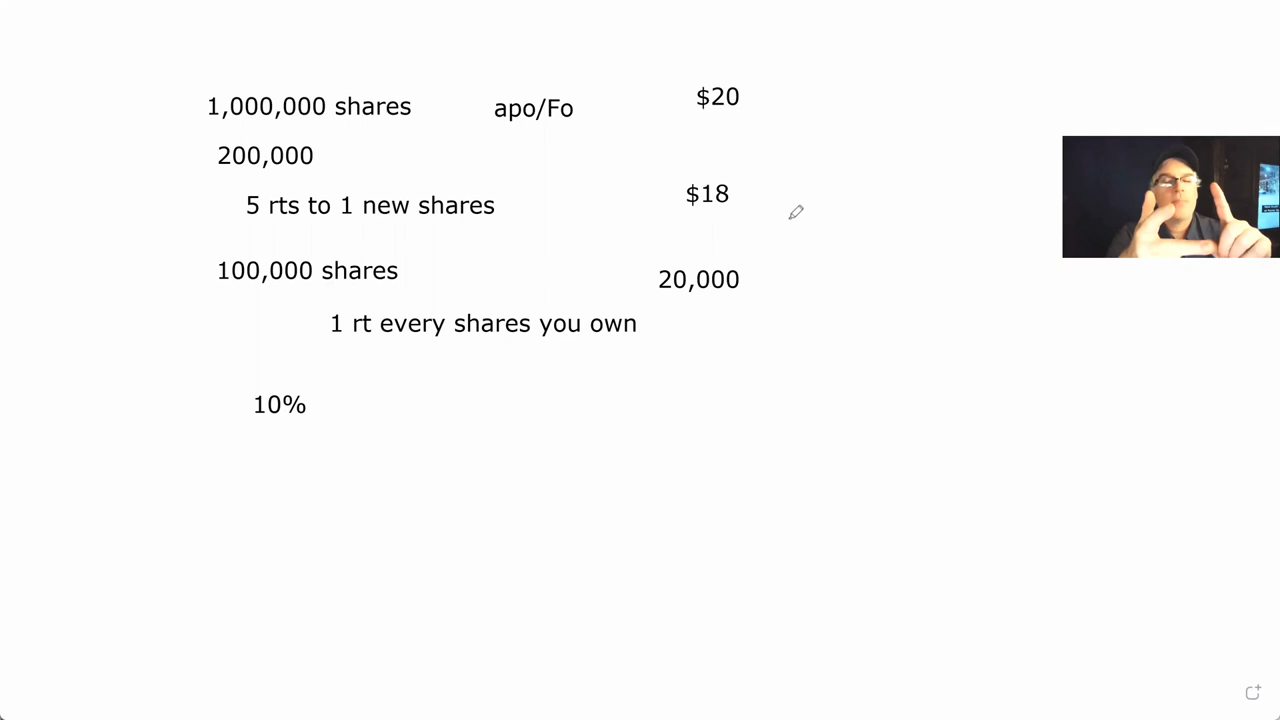 1,000,000 shares apo/Fo $20
200,000
5 rts to 1 new shares $18
100,000 shares 20,000
1 rt every shares you own
10%